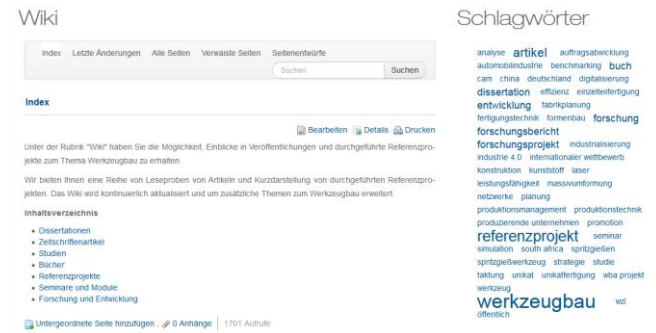 Wiki
Index Letzte Änderungen Alle Seiten Verwaiste Seiten Seitenentwürfe
Suchen Suchen
Index
Bearbeiten Details Drucken
Unter der Rubrik "Wiki" haben Sie die Möglichkeit, Einblicke in Veröffentlichungen und durchgeführte Referenzpro-
jekte zum Thema Werkzeugbau zu erhalten.
Wir bieten Ihnen eine Reihe von Leseproben von Artikeln und Kurzdarstellung von durchgeführten Referenzpro-
jekten. Das Wiki wird kontinuierlich aktualisiert und um zusätzliche Themen zum Werkzeugbau erweitert
Inhaltsverzeichnis
Dissertationen
Zeitschriftenartikel
Studien
Bücher
Referenzprojekte
Seminare und Module
Forschung und Entwicklung
Untergeordnete Seite hinzufügen 0 Anhänge 1701 Aufrufe
Schlagwörter
analyse artikel auftragsabwicklung
automobilindustrie benchmarking buch
cam china deutschland digitalisierung
dissertation effizienz einzelteilfertigung
entwicklung fabrikplanung
fertigungstechnik formenbau forschung
forschungsbericht
forschungsprojekt industrialisierung
industrie 4.0 internationaler wettbewerb
konstruktion kunststoff laser
leistungsfähigkeit massivumformung
netzwerke planung
produktionsmanagement produktionstechnik
produzierende unternehmen promotion
referenzprojekt seminar
simulation south africa spritzgießen
spritzgießwerkzeug strategie studie
taktung unikat unikatfertigung wba projekt
werkzeug
werkzeugbau wzl
öffentlich